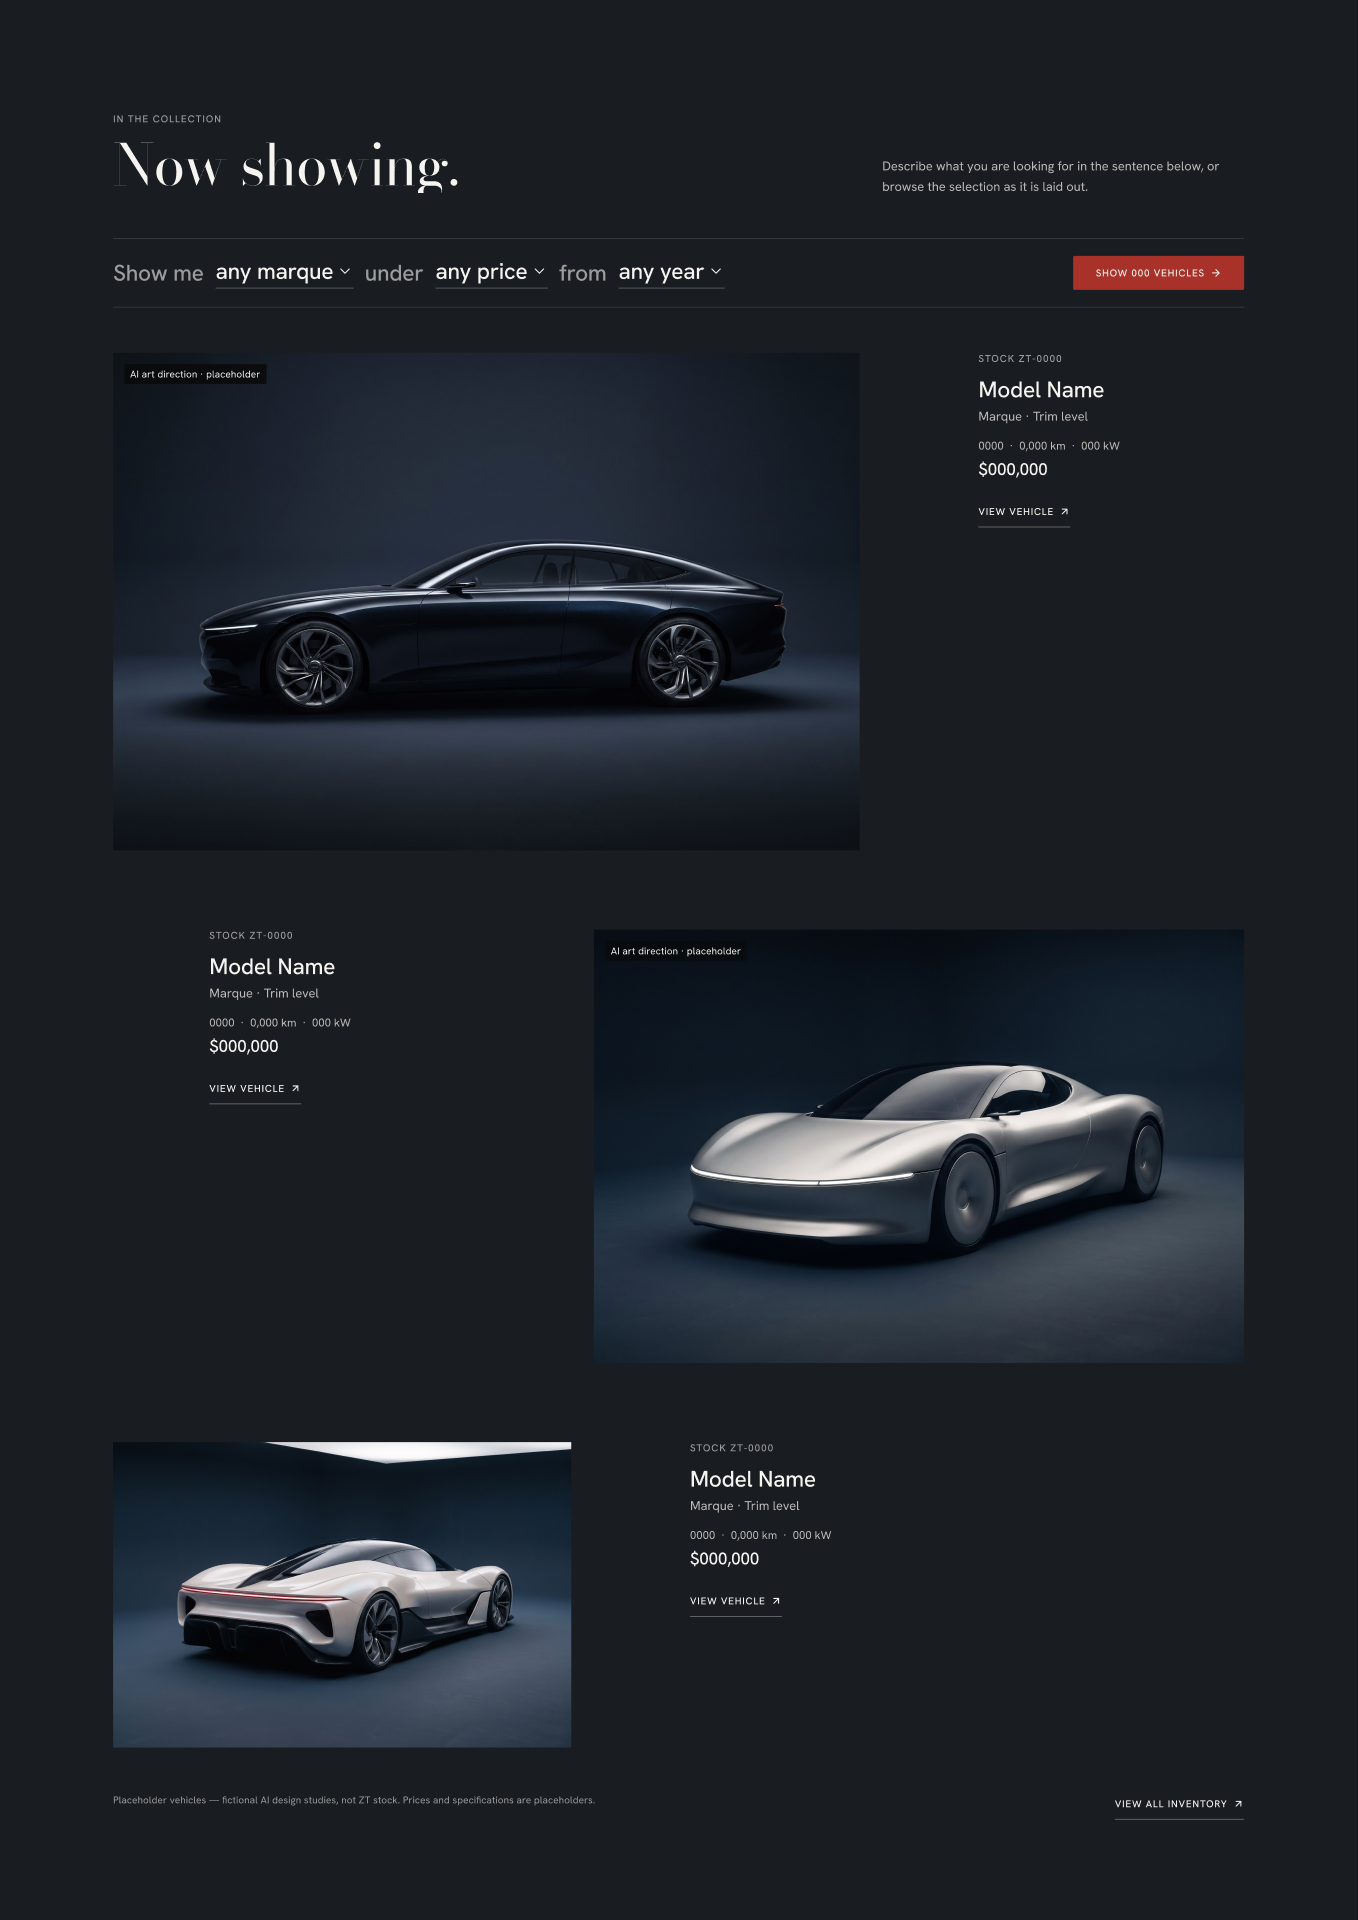 IN THE COLLECTION
Now showing.
Describe what you are looking for in the sentence below, or
browse the selection as it is laid out.
Show me any marque under any price from any year
SHOW 000 VEHICLES →
AI art direction · placeholder
STOCK ZT-0000
Model Name
Marque · Trim level
0000 · 0,000 km · 000 kW
$000,000
VIEW VEHICLE ↗
STOCK ZT-0000
Model Name
Marque · Trim level
0000 · 0,000 km · 000 kW
$000,000
VIEW VEHICLE ↗
AI art direction · placeholder
STOCK ZT-0000
Model Name
Marque · Trim level
0000 · 0,000 km · 000 kW
$000,000
VIEW VEHICLE ↗
Placeholder vehicles — fictional AI design studies, not ZT stock. Prices and specifications are placeholders.
VIEW ALL INVENTORY ↗